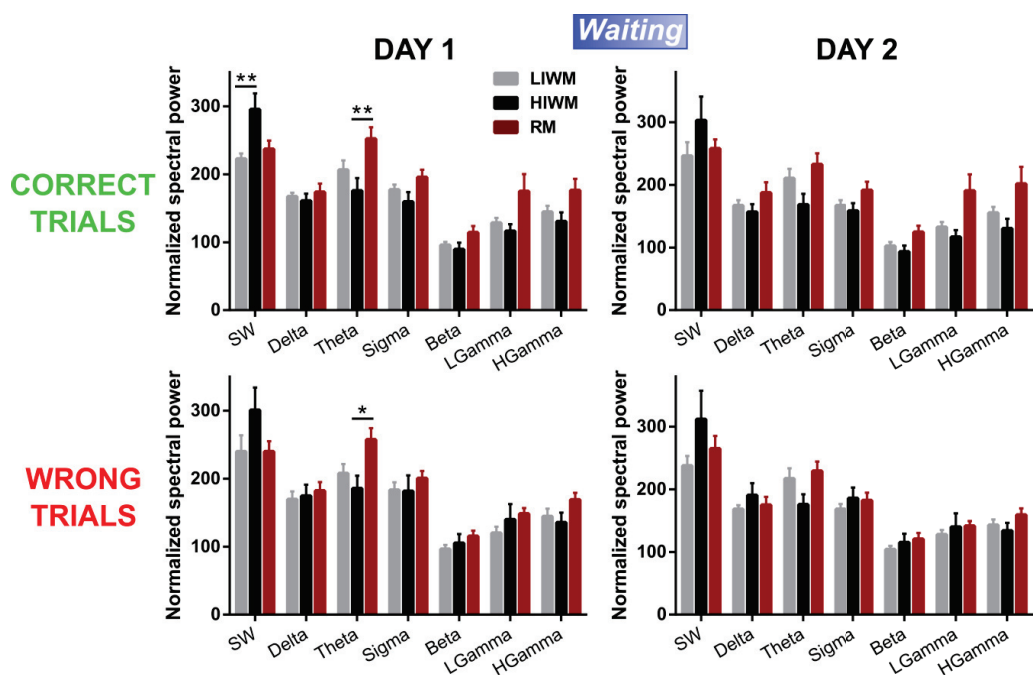 Waiting
DAY 1
DAY 2
CORRECT
TRIALS
Normalized spectral power
300
200
100
0
**
**
LIWM
HIWM
RM
SW
Delta
Theta
Sigma
Beta
LGamma
HGamma
Normalized spectral power
300
200
100
0
SW
Delta
Theta
Sigma
Beta
LGamma
HGamma
WRONG
TRIALS
Normalized spectral power
300
200
100
0
*
SW
Delta
Theta
Sigma
Beta
LGamma
HGamma
Normalized spectral power
300
200
100
0
SW
Delta
Theta
Sigma
Beta
LGamma
HGamma